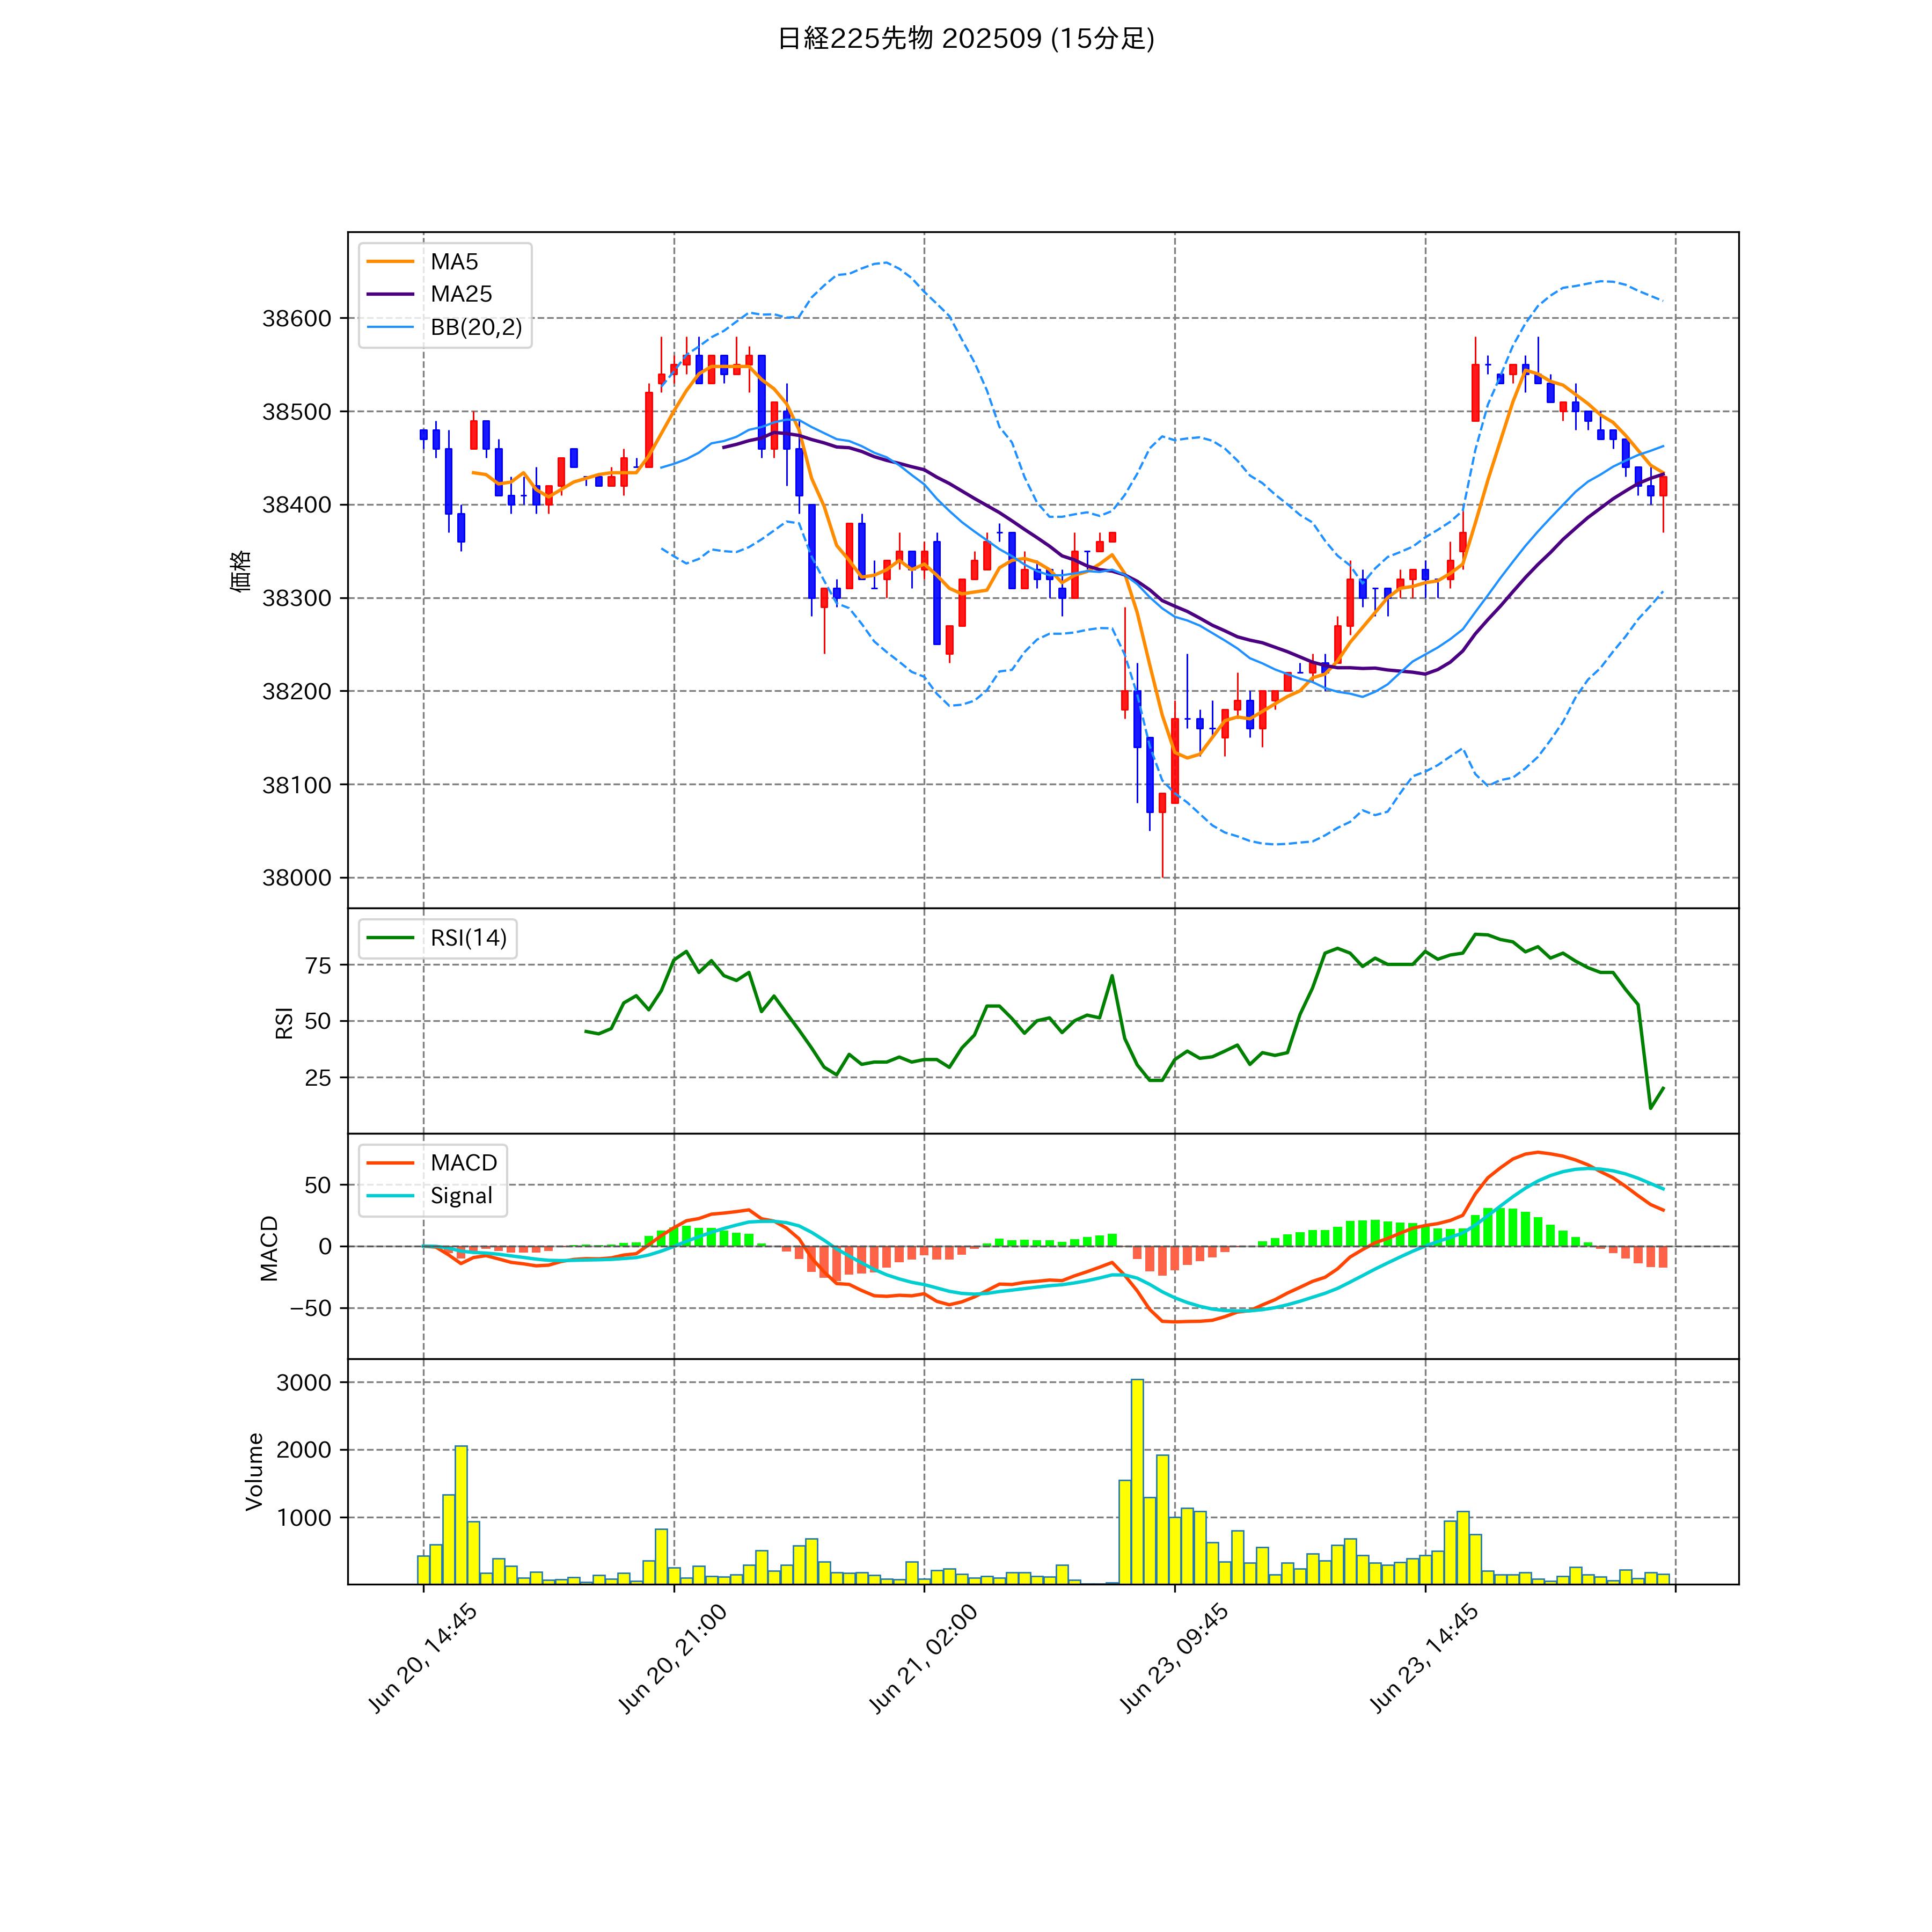 日経225先物 202509 (15分足)
MA5
MA25
BB(20,2)
38600
38500
38400
38300
38200
38100
38000
価格
RSI(14)
75
50
25
RSI
MACD
Signal
50
0
−50
MACD
3000
2000
1000
Volume
Jun 20, 14:45
Jun 20, 21:00
Jun 21, 02:00
Jun 23, 09:45
Jun 23, 14:45